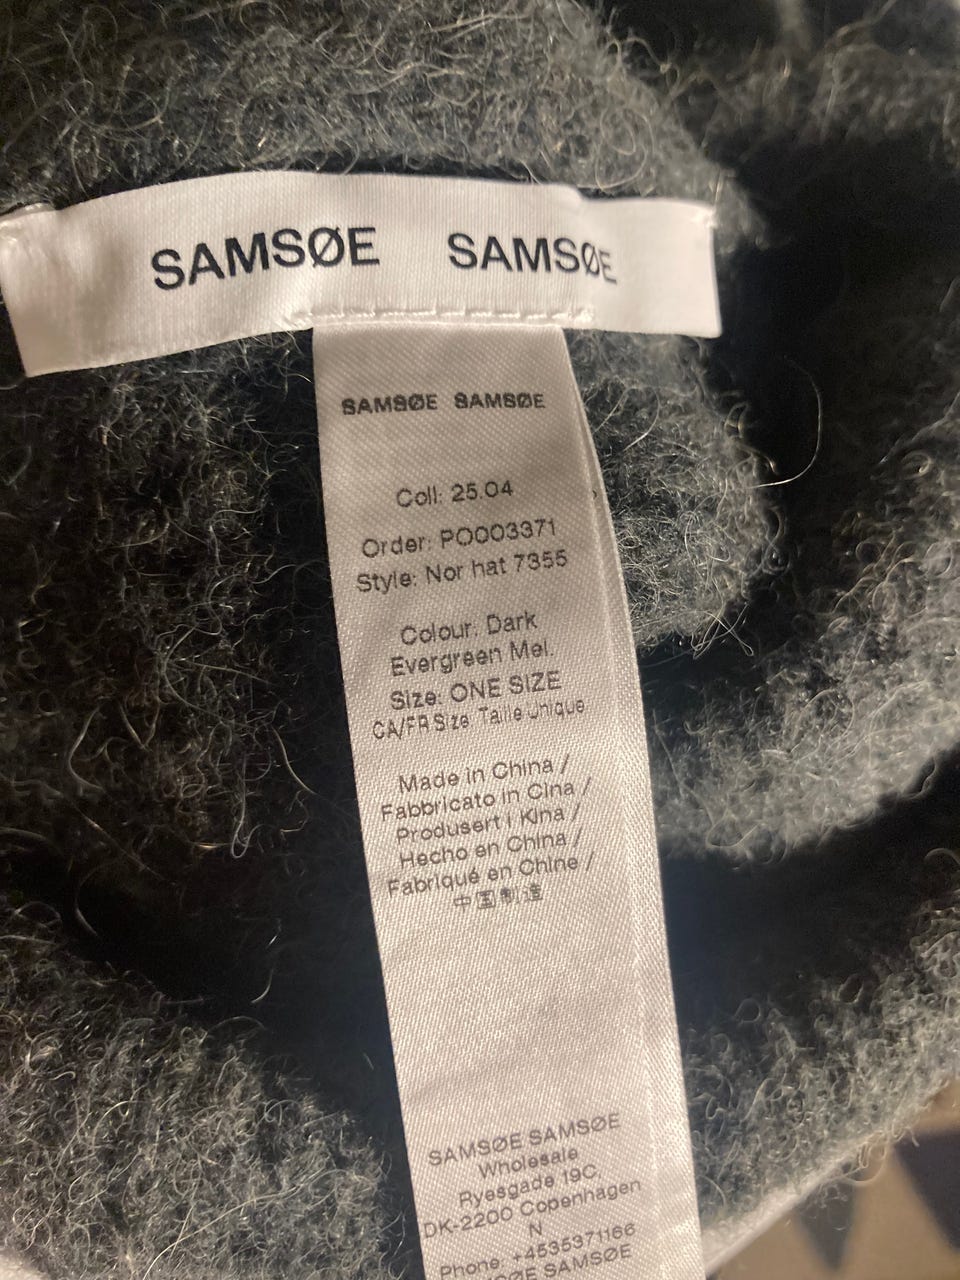 SAMSØE SAMSØE
SAMSØE SAMSØE
Coll: 25.04
Order: PO003371
Style: Nor hat 7355
Colour: Dark
Evergreen Mel.
Size: ONE SIZE
CA/FR Size Taille Unique
Made in China /
Fabbricato in Cina /
Produsert i Kina /
Hecho en China /
Fabriqué en Chine /
中国制造
SAMSØE SAMSØE
Wholesale
Ryesgade 19C,
DK-2200 Copenhagen
N
Phone: +4535371166
SAMSØE SAMSØE